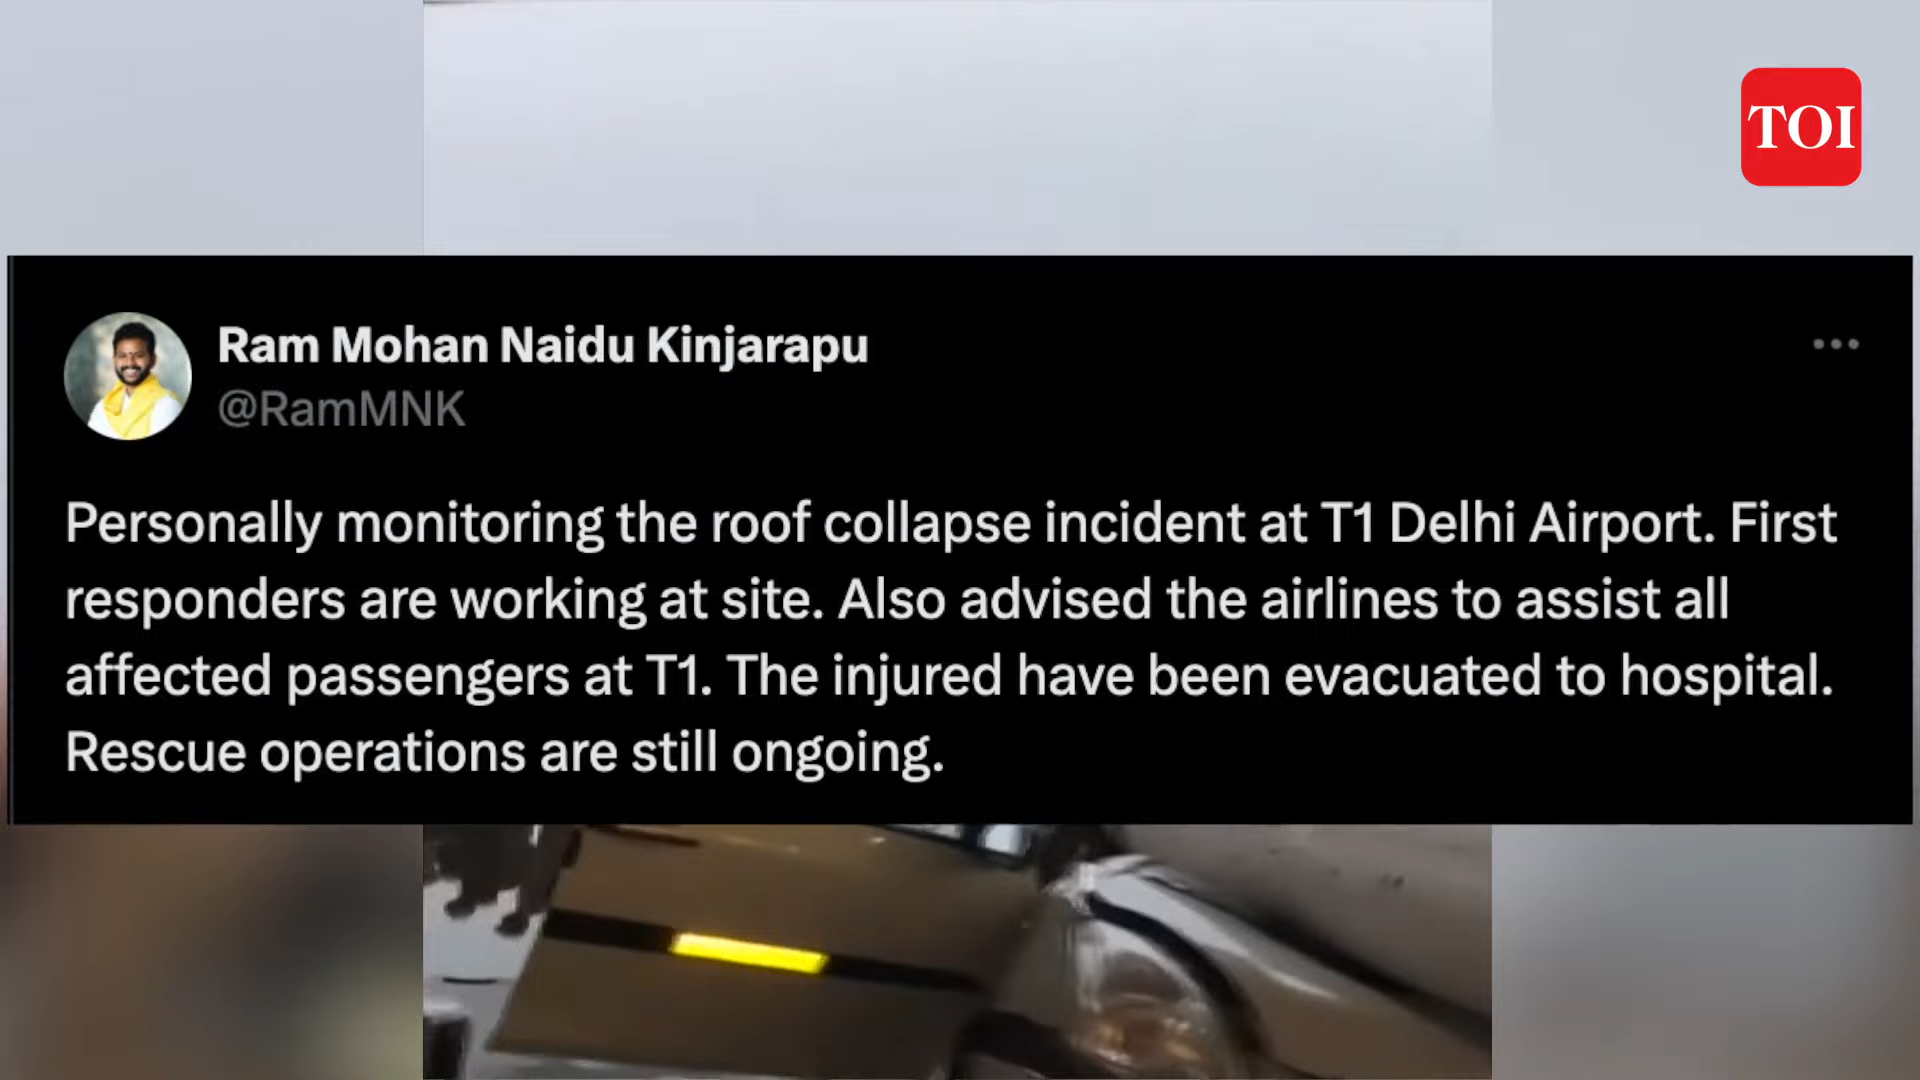 TOI
Ram Mohan Naidu Kinjarapu
@RamMNK
Personally monitoring the roof collapse incident at T1 Delhi Airport. First
responders are working at site. Also advised the airlines to assist all
affected passengers at T1. The injured have been evacuated to hospital.
Rescue operations are still ongoing.